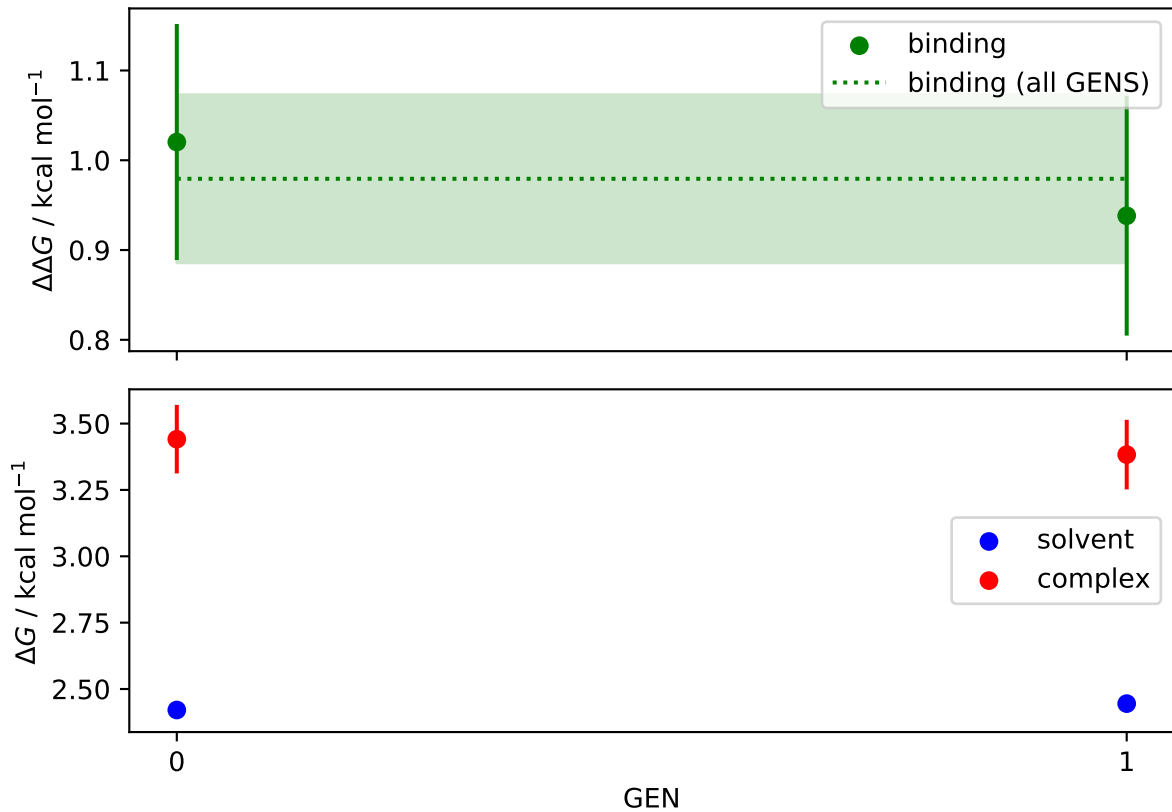 1.1
1.0
0.9
0.8
ΔΔG / kcal mol⁻¹
binding
binding (all GENS)
3.50
3.25
3.00
2.75
2.50
ΔG / kcal mol⁻¹
solvent
complex
0
1
GEN